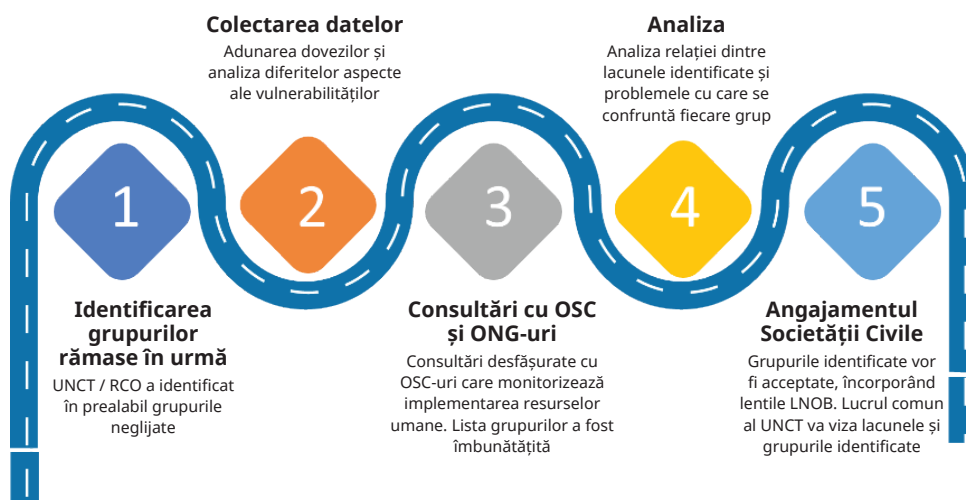 Colectarea datelor
Adunarea dovezilor și
analiza diferitelor aspecte
ale vulnerabilităților
Analiza
Analiza relației dintre
lacunele identificate și
problemele cu care se
confruntă fiecare grup
1
2
3
4
5
Identificarea
grupurilor
rămase în urmă
UNCT / RCO a identificat
în prealabil grupurile
neglijate
Consultări cu OSC
și ONG-uri
Consultări desfășurate cu
OSC-uri care monitorizează
implementarea resurselor
umane. Lista grupurilor a fost
îmbunătățită
Angajamentul
Societății Civile
Grupurile identificate vor
fi acceptate, încorporând
lentile LNOB. Lucrul comun
al UNCT va viza lacunele și
grupurile identificate